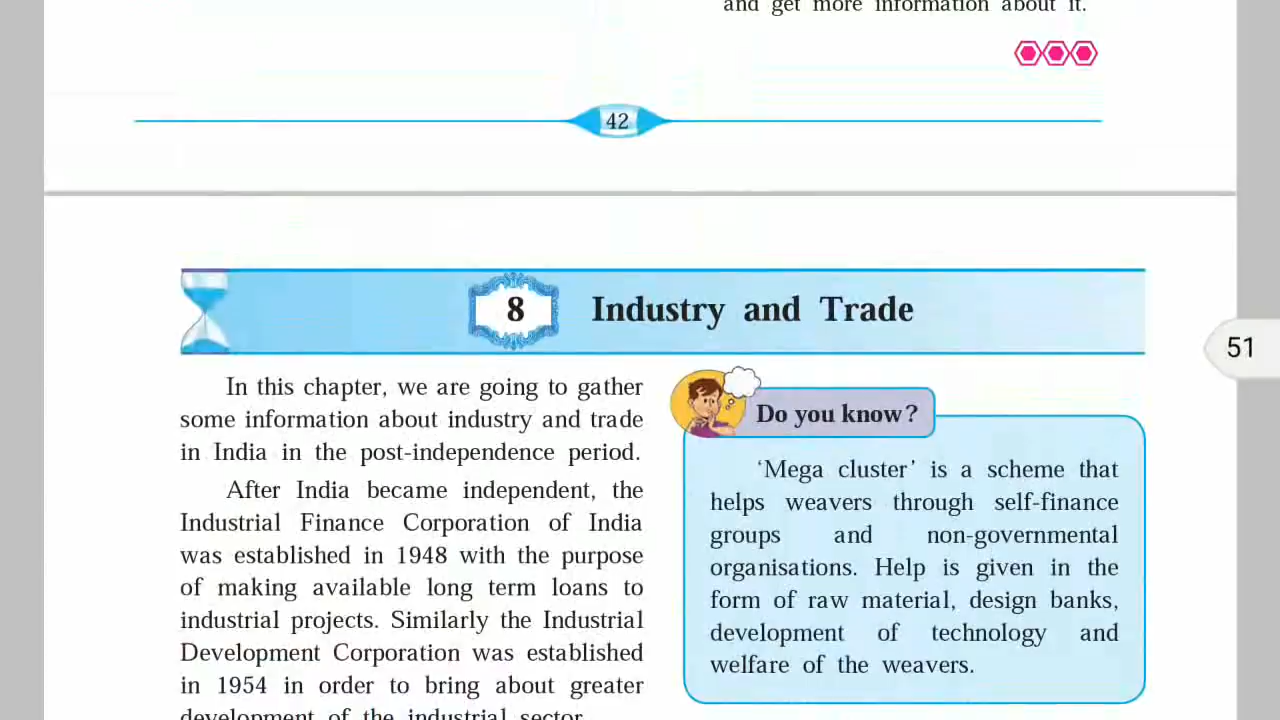 and get more information about it.
42
8 Industry and Trade
51
In this chapter, we are going to gather
some information about industry and trade
in India in the post-independence period.
After India became independent, the
Industrial Finance Corporation of India
was established in 1948 with the purpose
of making available long term loans to
industrial projects. Similarly the Industrial
Development Corporation was established
in 1954 in order to bring about greater
development of the industrial sector.
Do you know?
‘Mega cluster’ is a scheme that
helps weavers through self-finance
groups and non-governmental
organisations. Help is given in the
form of raw material, design banks,
development of technology and
welfare of the weavers.